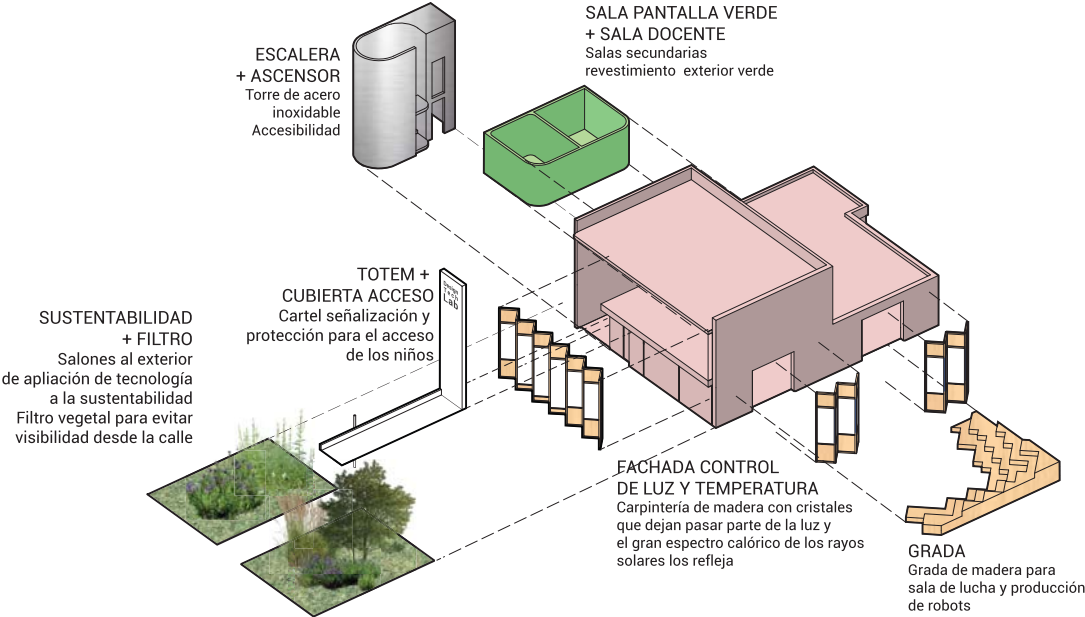 SALA PANTALLA VERDE
+ SALA DOCENTE
Salas secundarias
revestimiento exterior verde
ESCALERA
+ ASCENSOR
Torre de acero
inoxidable
Accesibilidad
TOTEM +
CUBIERTA ACCESO
Cartel señalización y
protección para el acceso
de los niños
Design
Tech
Lab
SUSTENTABILIDAD
+ FILTRO
Salones al exterior
de apliación de tecnología
a la sustentabilidad
Filtro vegetal para evitar
visibilidad desde la calle
FACHADA CONTROL
DE LUZ Y TEMPERATURA
Carpintería de madera con cristales
que dejan pasar parte de la luz y
el gran espectro calórico de los rayos
solares los refleja
GRADA
Grada de madera para
sala de lucha y producción
de robots